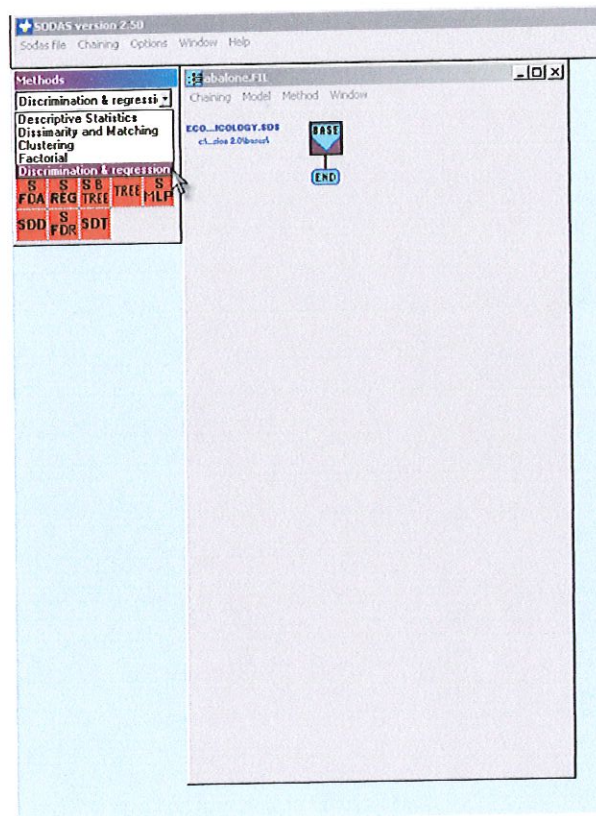 SODAS version 2.50
Sodas file Chaining Options Window Help
Methods
Discrimination & regressi
Descriptive Statistics
Dissimarity and Matching
Clustering
Factorial
Discrimination & regression
S FDA
S REG
S B TREE
TREE
S MLP
SDD
S FDR
SDT
abalone.FIL
Chaining Model Method Window
ECO...ICOLOGY.SDS
BASE
END